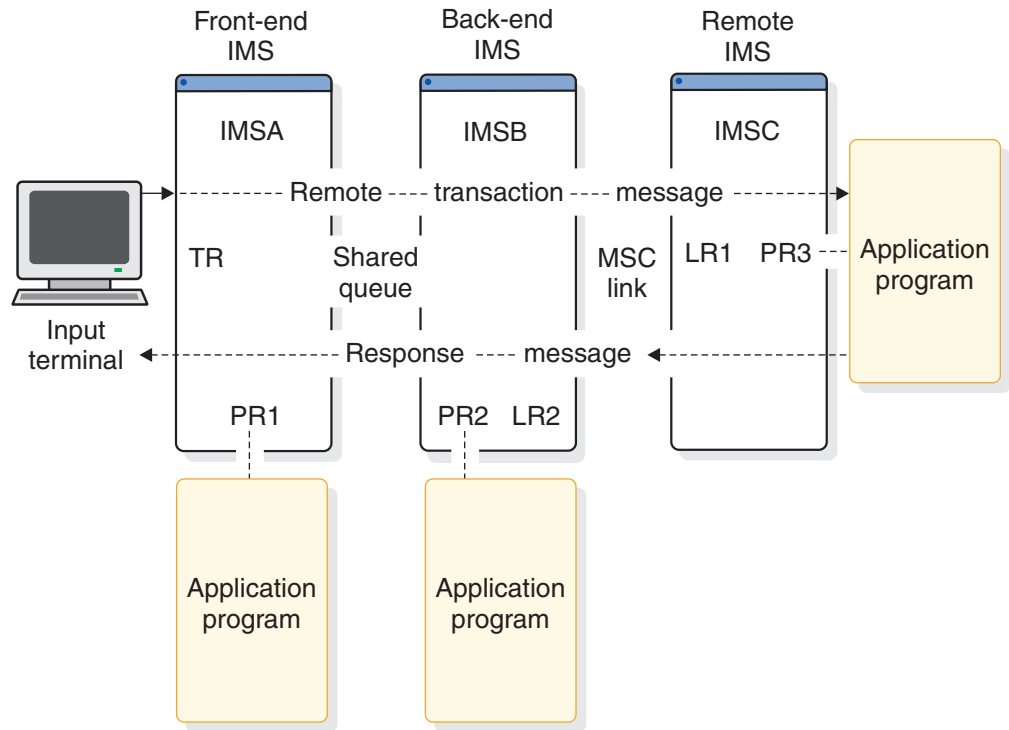 Front-end
IMS
Back-end
IMS
Remote
IMS
IMSA
IMSB
IMSC
Remote transaction message
TR
Shared
queue
MSC
link
LR1 PR3
Application
program
Input
terminal
Response message
PR1
PR2 LR2
Application
program
Application
program